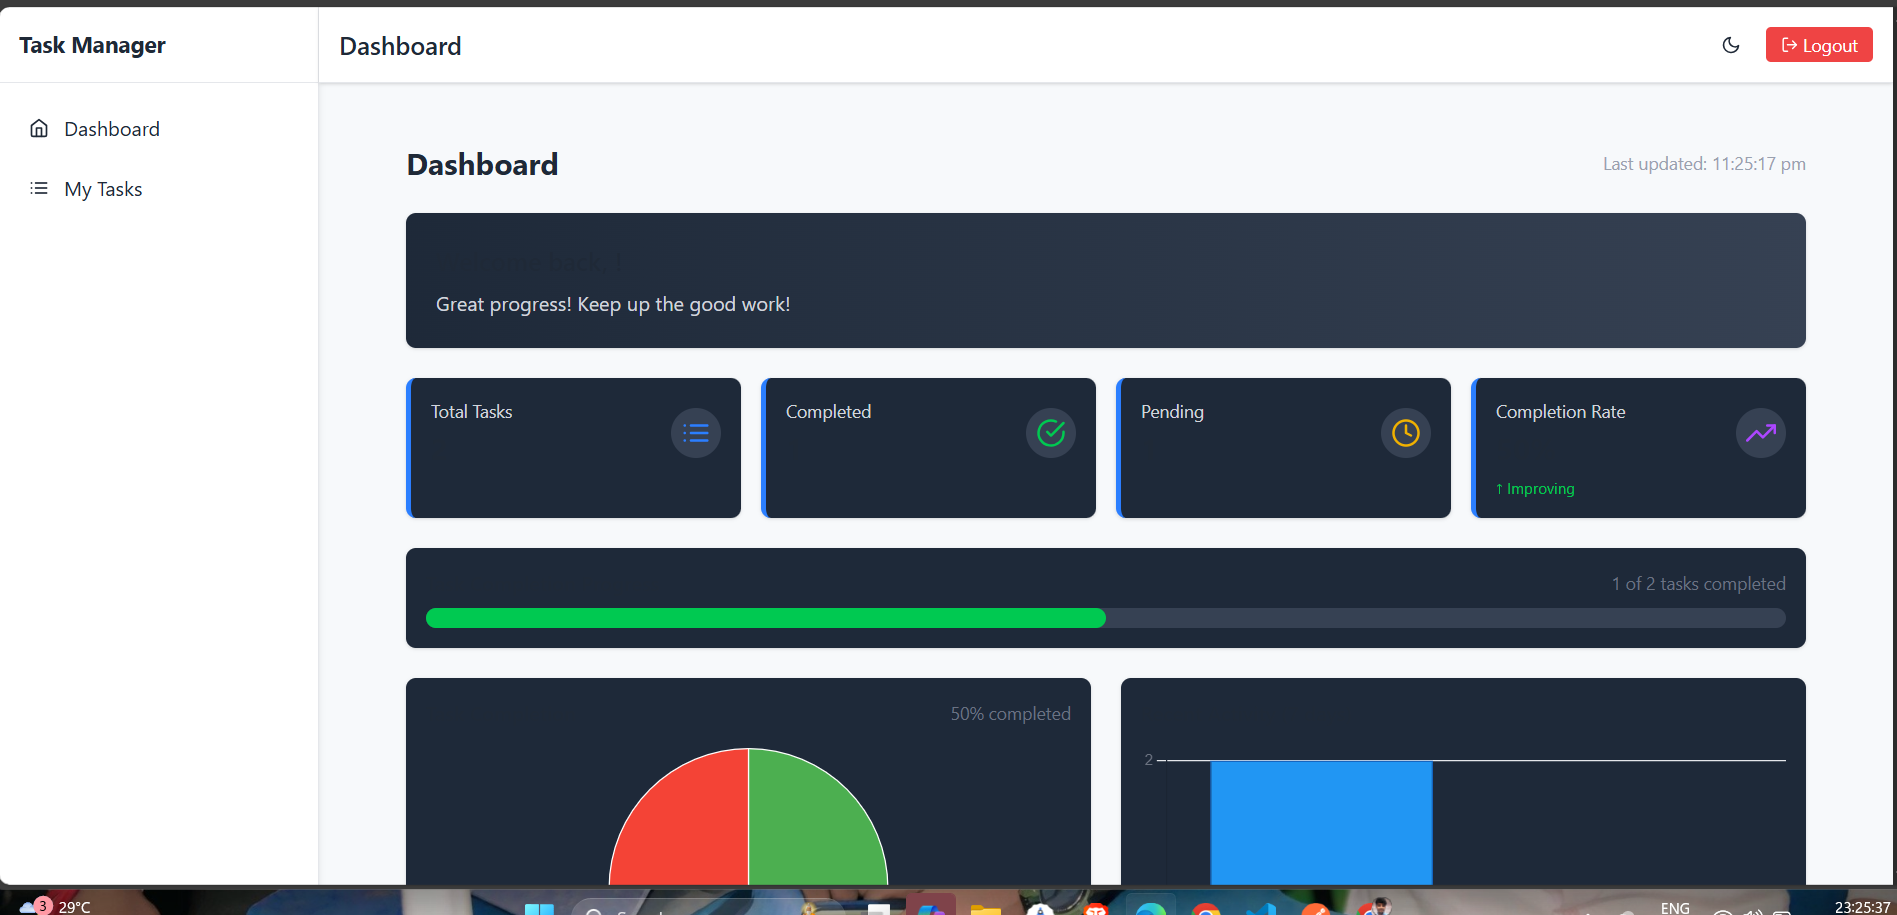 Task Manager
Dashboard
Logout
Dashboard
My Tasks
Dashboard
Last updated: 11:25:17 pm
back,
Great progress! Keep up the good work!
Total Tasks
Completed
Pending
Completion Rate
↑ Improving
1 of 2 tasks completed
50% completed
2
3
29°C
ENG
23:25:37